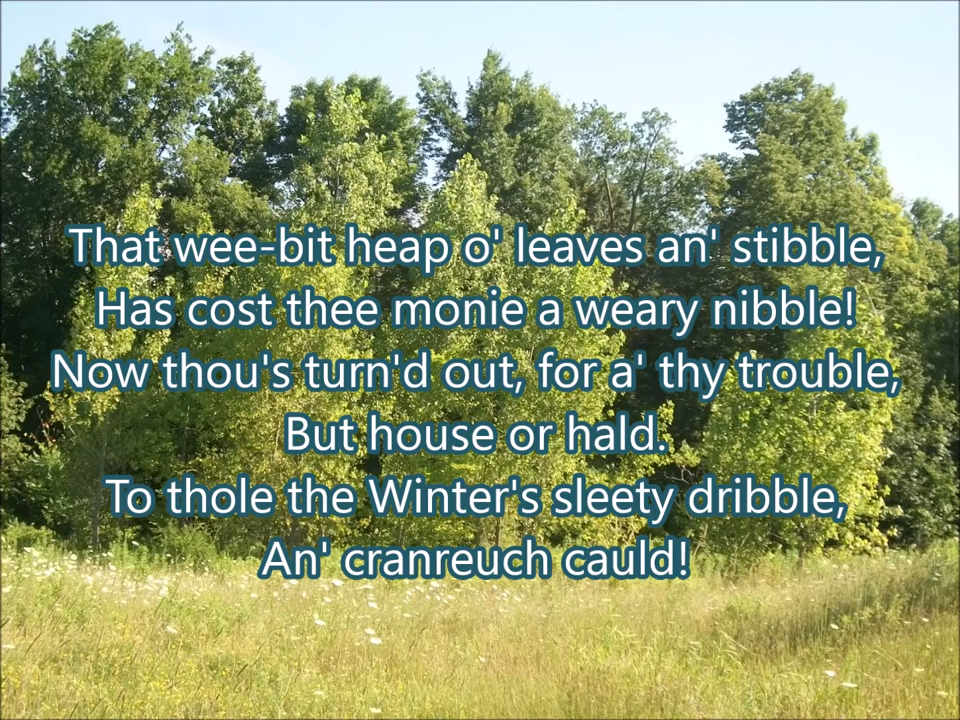 That wee-bit heap o' leaves an' stibble,
Has cost thee monie a weary nibble!
Now thou's turn'd out, for a' thy trouble,
But house or hald.
To thole the Winter's sleety dribble,
An' cranreuch cauld!